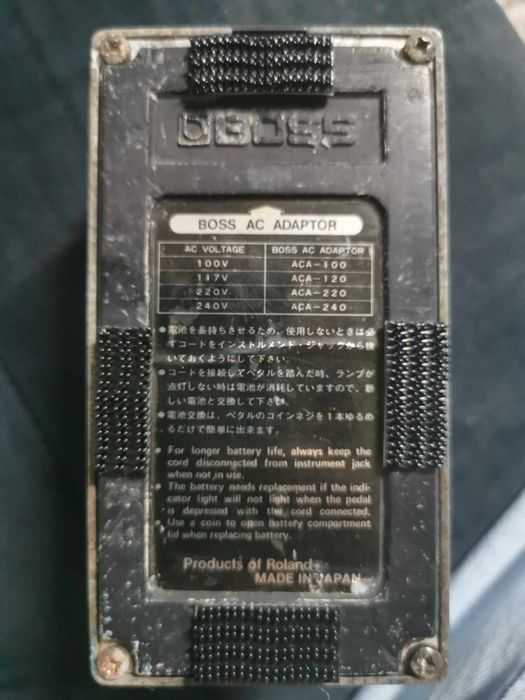 BOSS
BOSS AC ADAPTOR
AC VOLTAGE BOSS AC ADAPTOR
100V ACA-100
117V ACA-120
220V ACA-220
240V ACA-240
●電池を長持ちさせるため、使用しないときは必
ずコードをインストルメント・ジャックから抜
いておくようにして下さい。
●コードを接続してペダルを踏んだ時、ランプが
点灯しない時は電池が消耗していますので、新
しい電池と交換して下さい。
●電池交換は、ペダルのコインネジを1本ゆるめ
るだけで簡単に出来ます。
● For longer battery life, always keep the
cord disconnected from instrument jack
when not in use.
● The battery needs replacement if the indi-
cator light will not light when the pedal
is depressed with the cord connected.
● Use a coin to open battery compartment
lid when replacing battery.
Products of Roland
MADE IN JAPAN